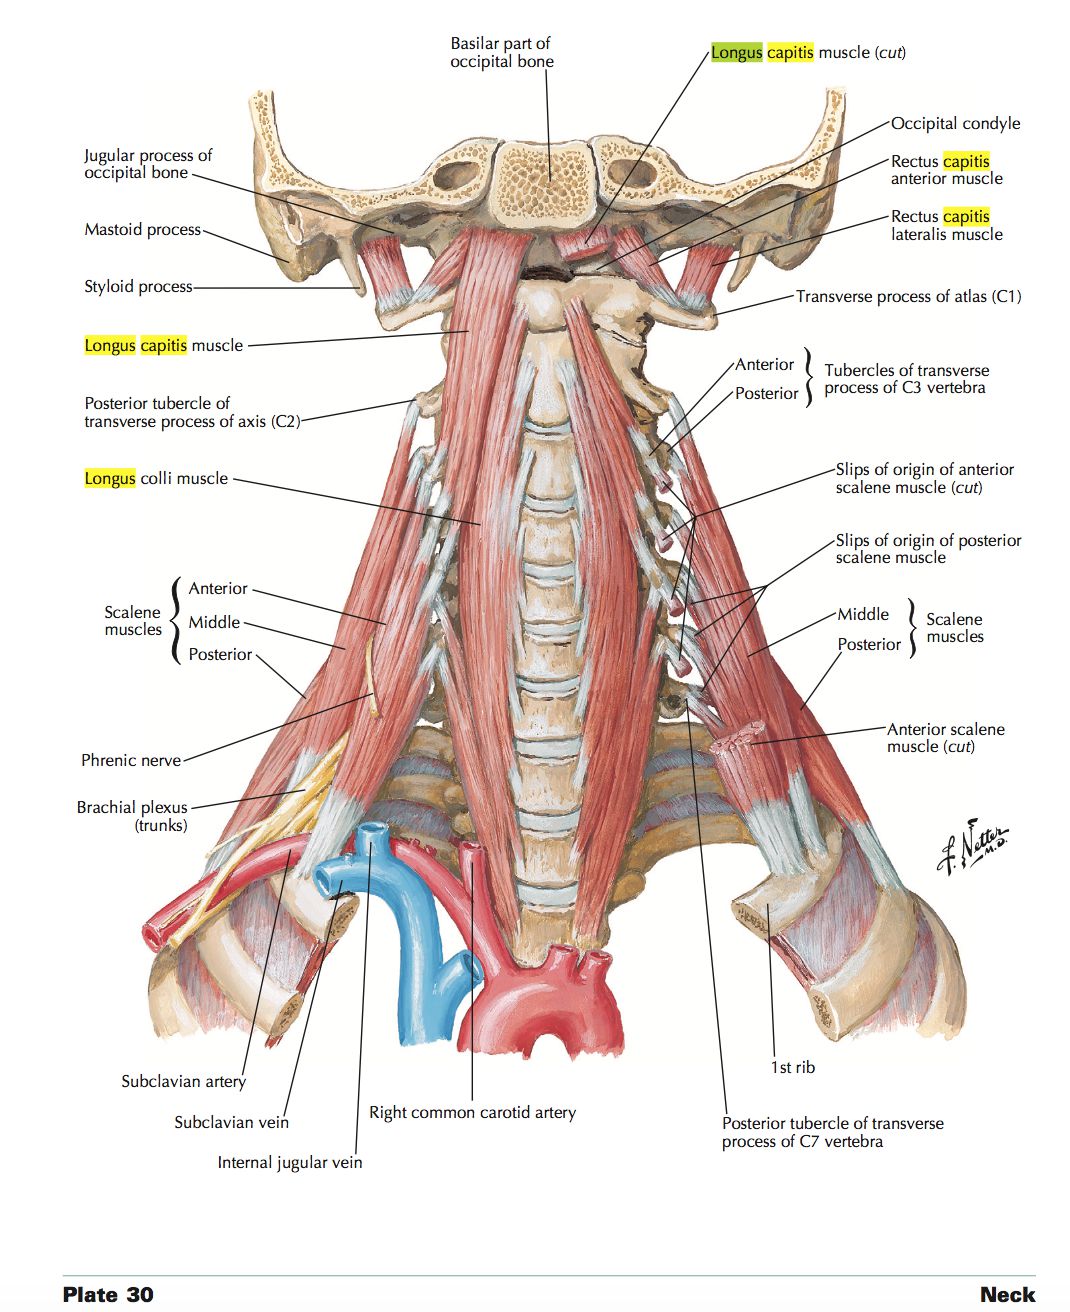 Basilar part of
occipital bone
Longus capitis muscle (cut)
Occipital condyle
Jugular process of
occipital bone
Rectus capitis
anterior muscle
Mastoid process
Rectus capitis
lateralis muscle
Styloid process
Transverse process of atlas (C1)
Longus capitis muscle
Anterior
Posterior
Tubercles of transverse
process of C3 vertebra
Posterior tubercle of
transverse process of axis (C2)
Longus colli muscle
Slips of origin of anterior
scalene muscle (cut)
Slips of origin of posterior
scalene muscle
Scalene
muscles
Anterior
Middle
Posterior
Middle
Posterior
Scalene
muscles
Anterior scalene
muscle (cut)
Phrenic nerve
Brachial plexus
(trunks)
F. Netter
M.D.
Subclavian artery
Subclavian vein
Internal jugular vein
Right common carotid artery
1st rib
Posterior tubercle of transverse
process of C7 vertebra
Plate 30
Neck